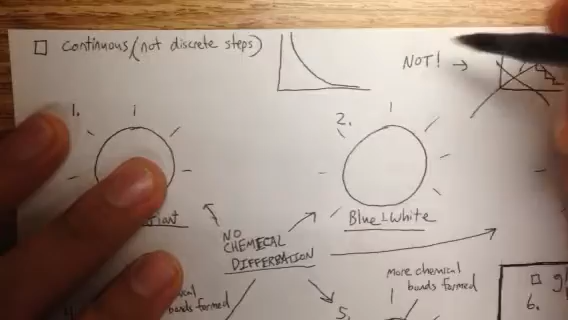 continuous (not discrete steps)
NOT!
1.
2.
Blue-White
NO
CHEMICAL
DIFFERATION
More chemical
bonds formed
bonds formed
5.
6.